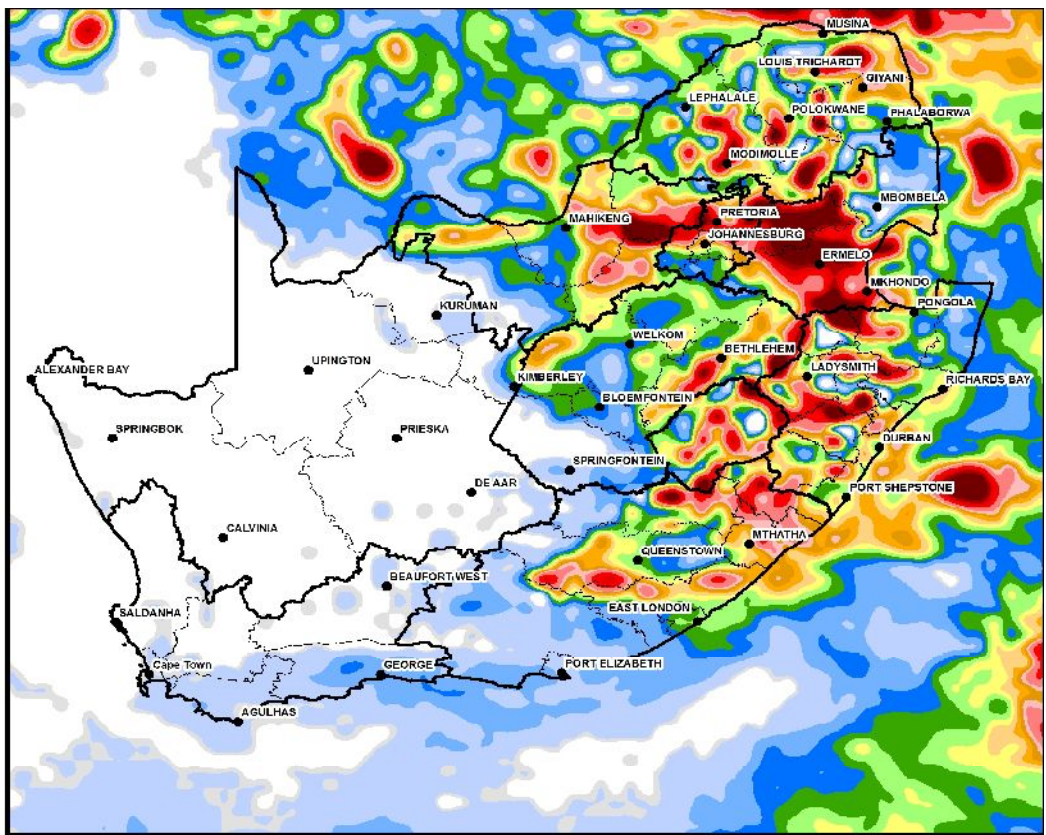 MUSINA
LOUIS TRICHARDT
GIYANI
LEPHALALE
POLOKWANE
PHALABORWA
MODIMOLLE
MBOMBELA
PRETORIA
MAHIKENG
JOHANNESBURG
ERMELO
MKHONDO
PONGOLA
KURUMAN
WELKOM
BETHLEHEM
UPINGTON
LADYSMITH
ALEXANDER BAY
KIMBERLEY
RICHARDS BAY
BLOEMFONTEIN
SPRINGBOK
PRIESKA
DURBAN
SPRINGFONTEIN
DE AAR
PORT SHEPSTONE
CALVINIA
MTHATHA
QUEENSTOWN
BEAUFORT WEST
EAST LONDON
SALDANHA
Cape Town
GEORGE
PORT ELIZABETH
AGULHAS